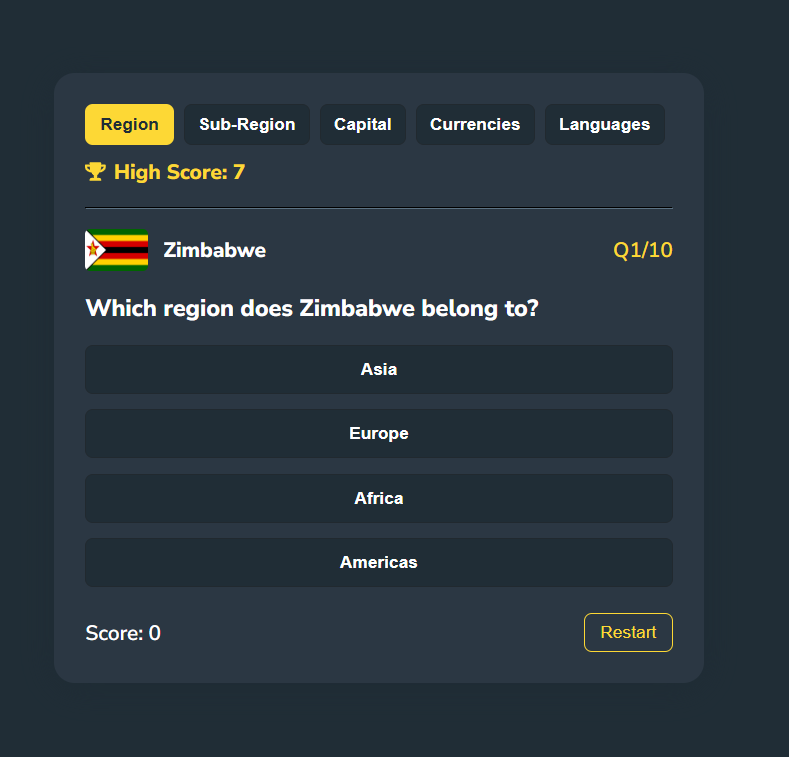 Region Sub-Region Capital Currencies Languages
High Score: 7
Zimbabwe Q1/10
Which region does Zimbabwe belong to?
Asia
Europe
Africa
Americas
Score: 0 Restart